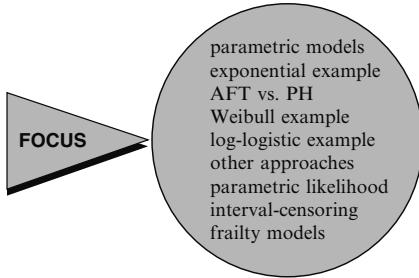 FOCUS
parametric models
exponential example
AFT vs. PH
Weibull example
log-logistic example
other approaches
parametric likelihood
interval-censoring
frailty models